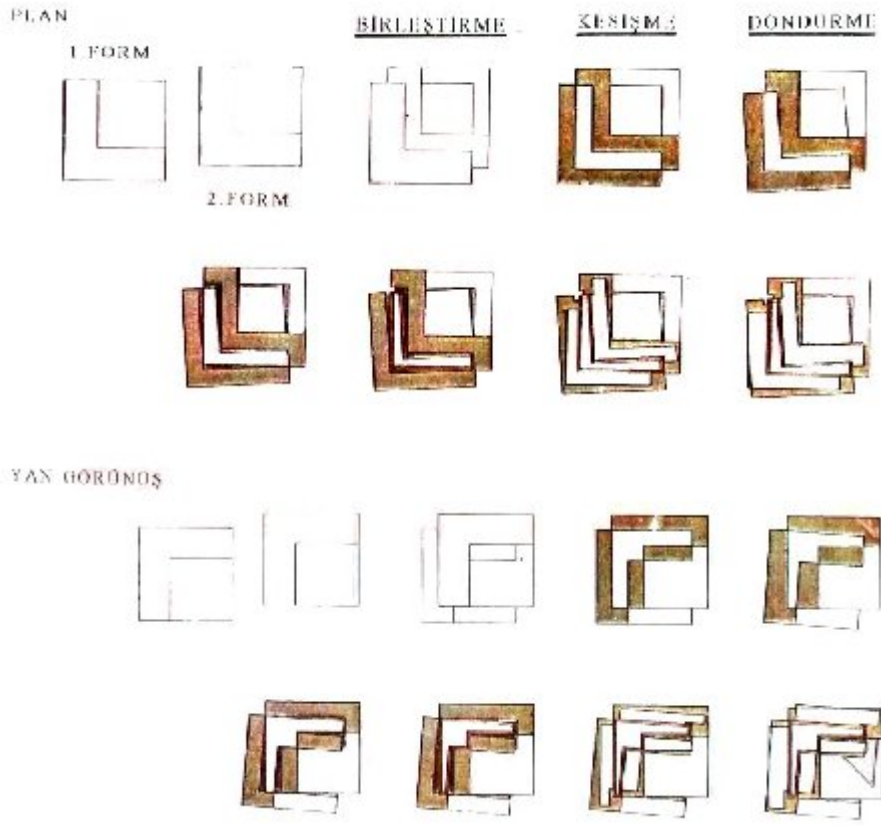 PLAN
BİRLEŞTİRME
KESİŞME
DONDURME
1.FORM
2.FORM
YAN GÖRÜNÜŞ